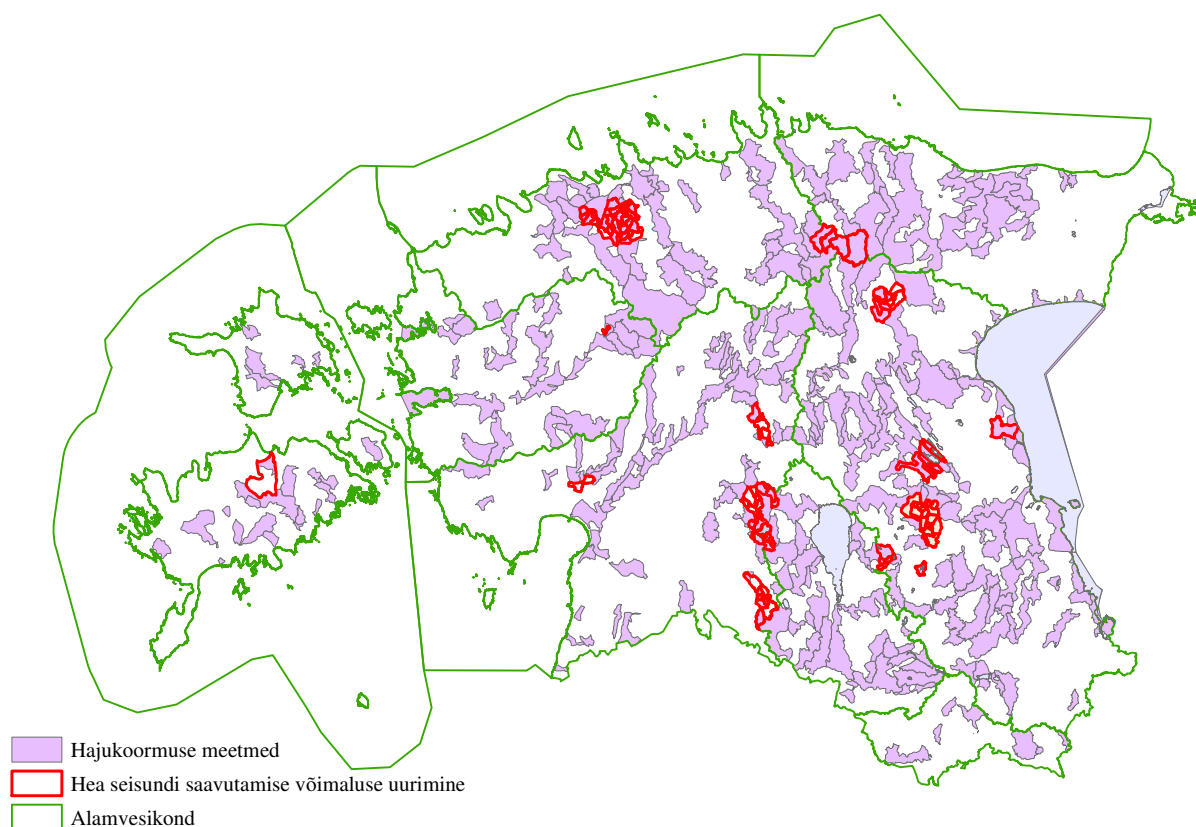 Hajukoormuse meetmed
Hea seisundi saavutamise võimaluse uurimine
Alamvesikond